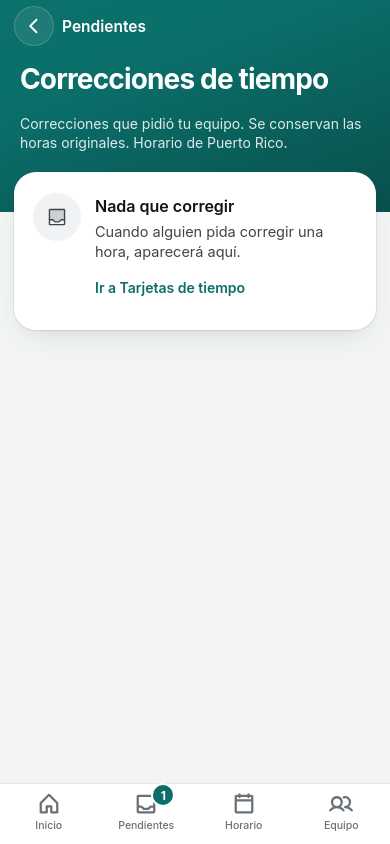 Pendientes
Correcciones de tiempo
Correcciones que pidió tu equipo. Se conservan las
horas originales. Horario de Puerto Rico.
Nada que corregir
Cuando alguien pida corregir una
hora, aparecerá aquí.
Ir a Tarjetas de tiempo
1
Inicio
Pendientes
Horario
Equipo